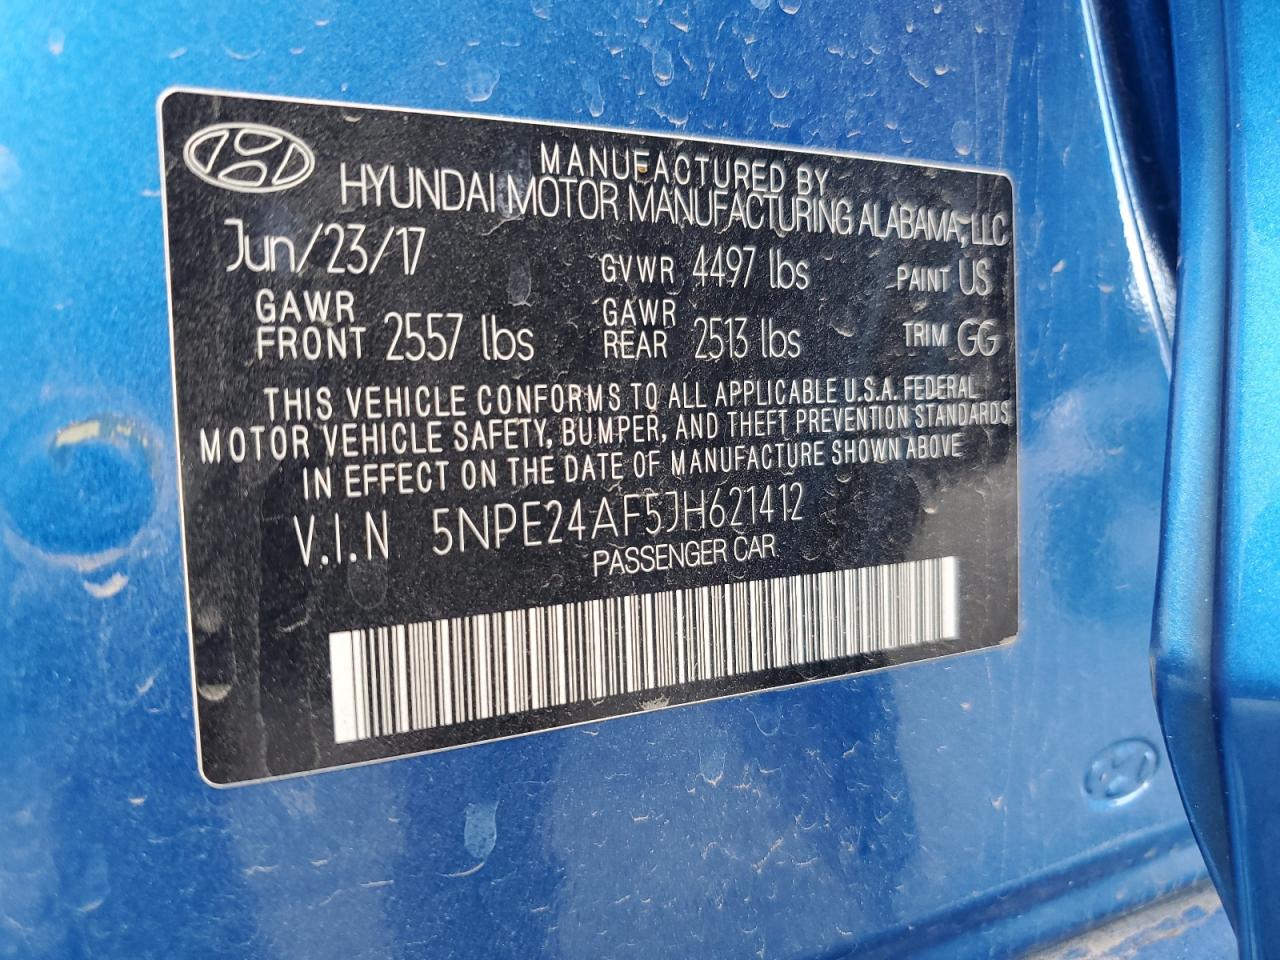 MANUFACTURED BY
HYUNDAI MOTOR MANUFACTURING ALABAMA, LLC
Jun/23/17 GVWR 4497 lbs PAINT US
GAWR FRONT 2557 lbs GAWR REAR 2513 lbs TRIM GG
THIS VEHICLE CONFORMS TO ALL APPLICABLE U.S.A. FEDERAL
MOTOR VEHICLE SAFETY, BUMPER, AND THEFT PREVENTION STANDARDS
IN EFFECT ON THE DATE OF MANUFACTURE SHOWN ABOVE
V.I.N 5NPE24AF5JH621412
PASSENGER CAR